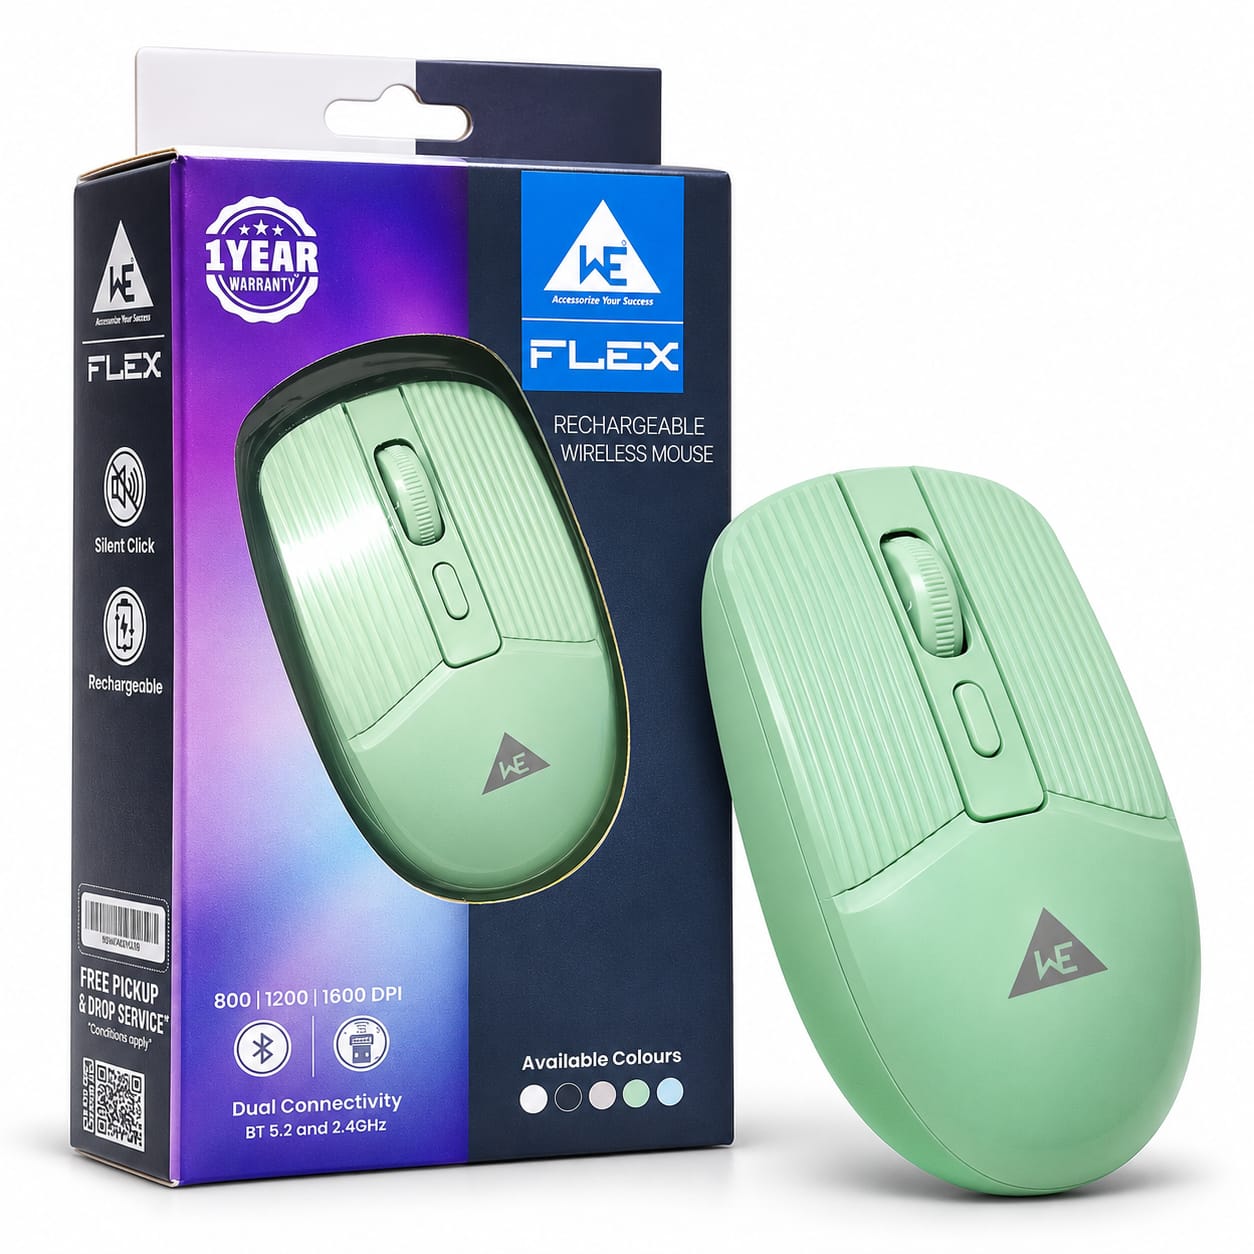 WE
Accessorize Your Success
FLEX
Silent Click
Rechargeable
FREE PICKUP
& DROP SERVICE*
*Conditions apply*
1 YEAR
WARRANTY
WE
Accessorize Your Success
FLEX
RECHARGEABLE
WIRELESS MOUSE
WE
800 | 1200 | 1600 DPI
Dual Connectivity
BT 5.2 and 2.4GHz
Available Colours
WE